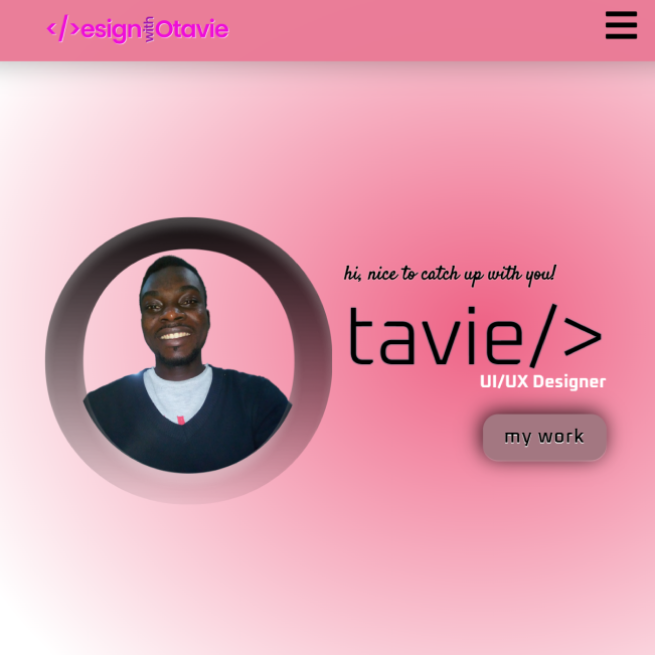 </>esign with Otavie
hi, nice to catch up with you!
tavie/>
UI/UX Designer
my work